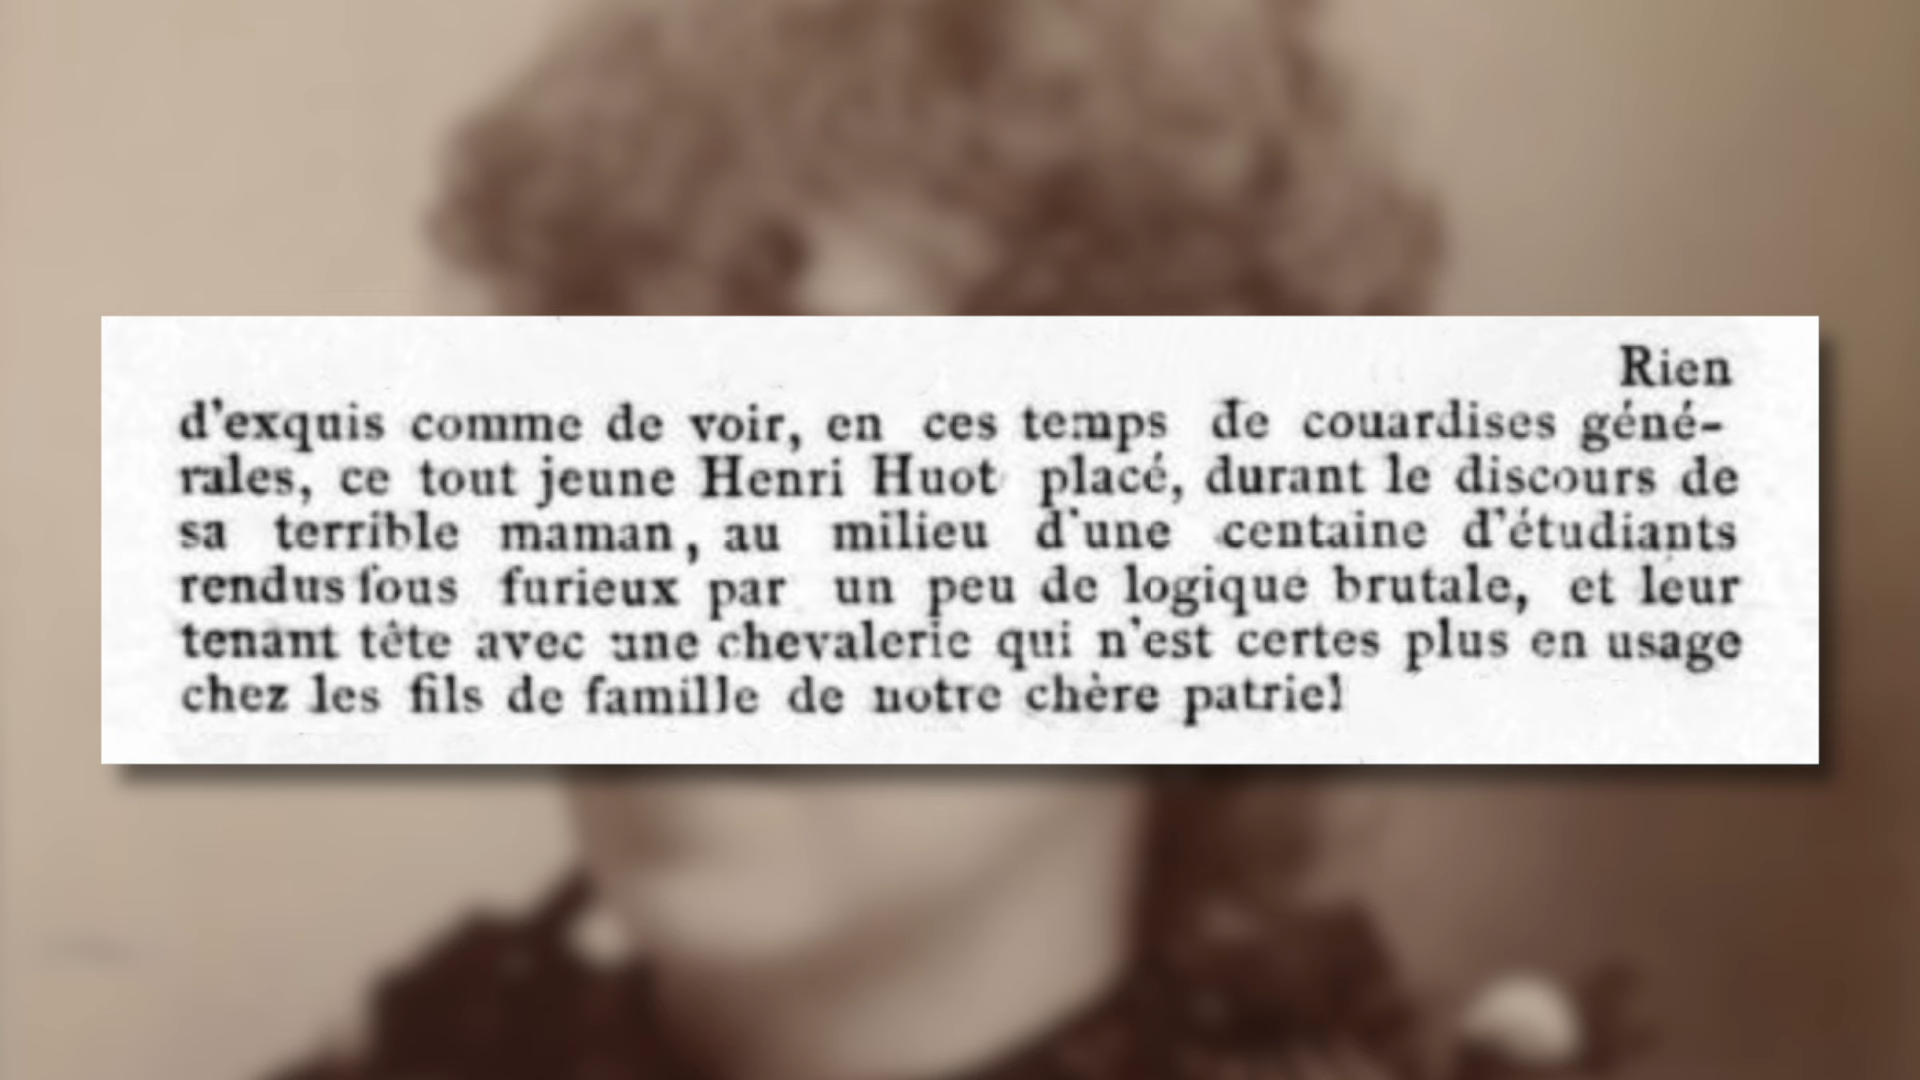 Rien
d'exquis comme de voir, en ces temps de couardises géné-
rales, ce tout jeune Henri Huot placé, durant le discours de
sa terrible maman, au milieu d'une centaine d'étudiants
rendus fous furieux par un peu de logique brutale, et leur
tenant tête avec une chevalerie qui n'est certes plus en usage
chez les fils de famille de notre chère patrie!